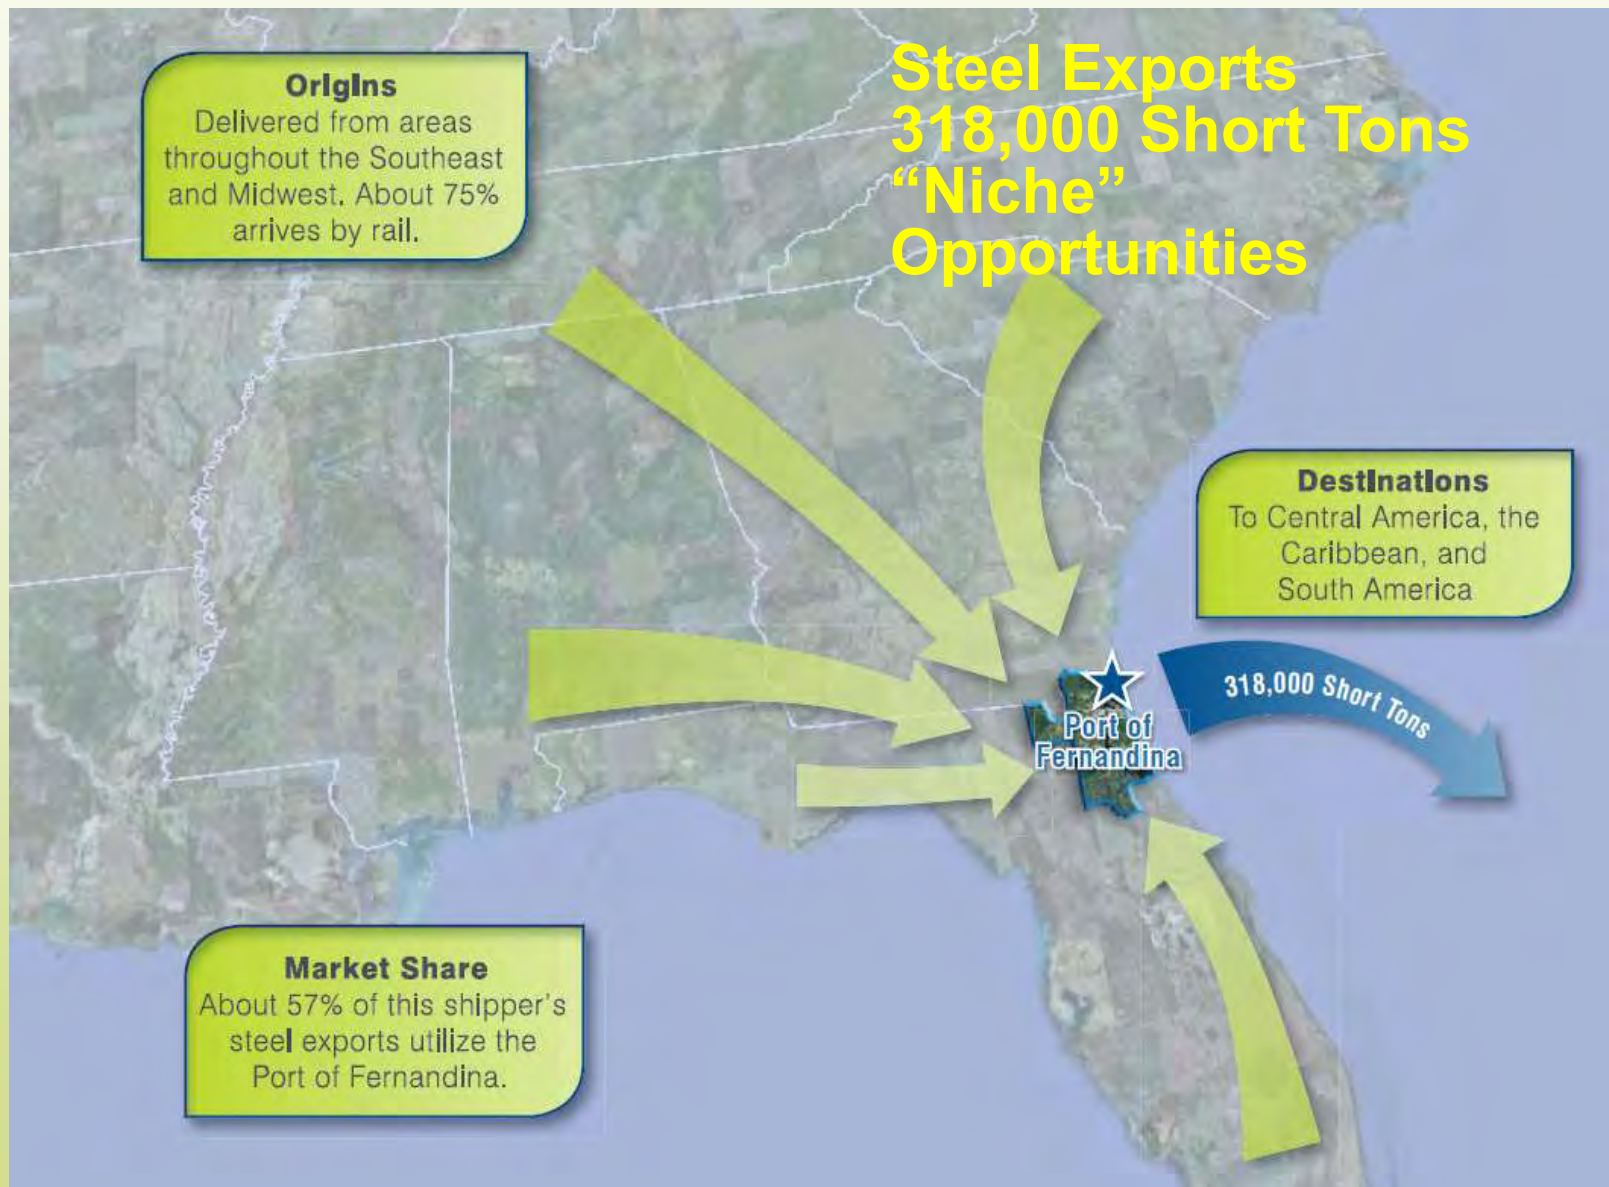 Steel Exports
318,000 Short Tons
“Niche”
Opportunities
Origins
Delivered from areas
throughout the Southeast
and Midwest. About 75%
arrives by rail.
Destinations
To Central America, the
Caribbean, and
South America
318,000 Short Tons
Port of
Fernandina
Market Share
About 57% of this shipper’s
steel exports utilize the
Port of Fernandina.